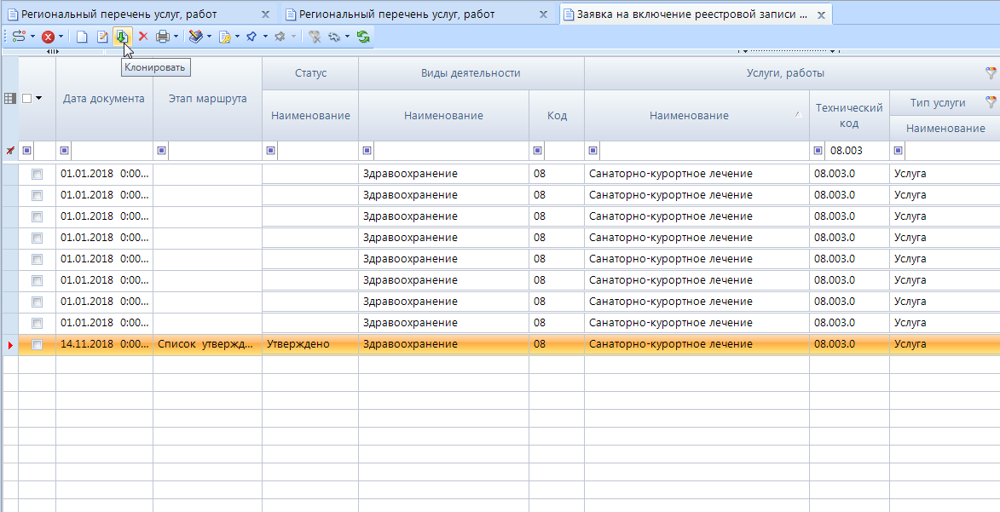 Региональный перечень услуг, работ
Региональный перечень услуг, работ
Заявка на включение реестровой записи ...
Клонировать
Статус Виды деятельности Услуги, работы
Дата документа Этап маршрута
Наименование Наименование Код Наименование Технический код Тип услуги
Наименование
08.003
01.01.2018 0:00... Здравоохранение 08 Санаторно-курортное лечение 08.003.0 Услуга
01.01.2018 0:00... Здравоохранение 08 Санаторно-курортное лечение 08.003.0 Услуга
01.01.2018 0:00... Здравоохранение 08 Санаторно-курортное лечение 08.003.0 Услуга
01.01.2018 0:00... Здравоохранение 08 Санаторно-курортное лечение 08.003.0 Услуга
01.01.2018 0:00... Здравоохранение 08 Санаторно-курортное лечение 08.003.0 Услуга
01.01.2018 0:00... Здравоохранение 08 Санаторно-курортное лечение 08.003.0 Услуга
01.01.2018 0:00... Здравоохранение 08 Санаторно-курортное лечение 08.003.0 Услуга
01.01.2018 0:00... Здравоохранение 08 Санаторно-курортное лечение 08.003.0 Услуга
14.11.2018 0:00... Список утвержд... Утверждено Здравоохранение 08 Санаторно-курортное лечение 08.003.0 Услуга